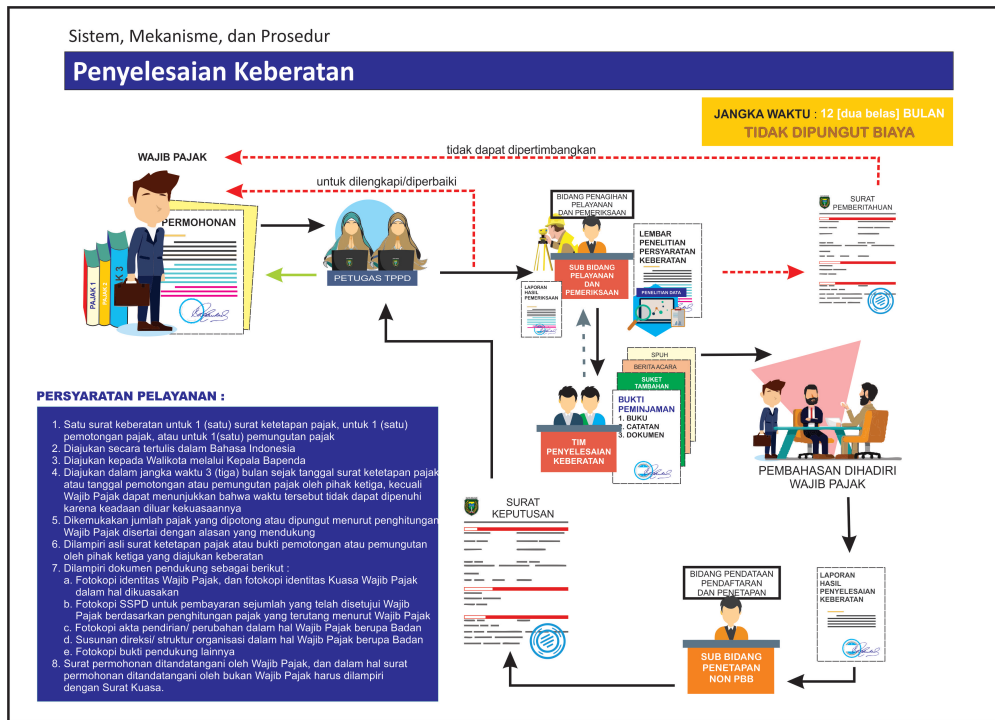 Sistem, Mekanisme, dan Prosedur
Penyelesaian Keberatan
JANGKA WAKTU : 12 [dua belas] BULAN
TIDAK DIPUNGUT BIAYA
tidak dapat dipertimbangkan
WAJIB PAJAK
untuk dilengkapi/diperbaiki
PERMOHONAN
PAJAK 1
PAJAK 2
K 3
PETUGAS TPPD
BIDANG PENAGIHAN
PELAYANAN
DAN PEMERIKSAAN
SUB BIDANG
PELAYANAN
DAN
PEMERIKSAAN
LAPORAN
HASIL
PEMERIKSAAN
LEMBAR
PENELITIAN
PERSYARATAN
KEBERATAN
PENELITIAN DATA
SURAT
PEMBERITAHUAN
SPUH
BERITA ACARA
SUKET
TAMBAHAN
BUKTI
PEMINJAMAN
1. BUKU
2. CATATAN
3. DOKUMEN
TIM
PENYELESAIAN
KEBERATAN
PEMBAHASAN DIHADIRI
WAJIB PAJAK
LAPORAN
HASIL
PENYELESAIAN
KEBERATAN
BIDANG PENDATAAN
PENDAFTARAN
DAN PENETAPAN
SUB BIDANG
PENETAPAN
NON PBB
SURAT
KEPUTUSAN
PERSYARATAN PELAYANAN :
1. Satu surat keberatan untuk 1 (satu) surat ketetapan pajak, untuk 1 (satu)
pemotongan pajak, atau untuk 1(satu) pemungutan pajak
2. Diajukan secara tertulis dalam Bahasa Indonesia
3. Diajukan kepada Walikota melalui Kepala Bapenda
4. Diajukan dalam jangka waktu 3 (tiga) bulan sejak tanggal surat ketetapan pajak
atau tanggal pemotongan atau pemungutan pajak oleh pihak ketiga, kecuali
Wajib Pajak dapat menunjukkan bahwa waktu tersebut tidak dapat dipenuhi
karena keadaan diluar kekuasaannya
5. Dikemukakan jumlah pajak yang dipotong atau dipungut menurut penghitungan
Wajib Pajak disertai dengan alasan yang mendukung
6. Dilampiri asli surat ketetapan pajak atau bukti pemotongan atau pemungutan
oleh pihak ketiga yang diajukan keberatan
7. Dilampiri dokumen pendukung sebagai berikut :
a. Fotokopi identitas Wajib Pajak, dan fotokopi identitas Kuasa Wajib Pajak
dalam hal dikuasakan
b. Fotokopi SSPD untuk pembayaran sejumlah yang telah disetujui Wajib
Pajak berdasarkan penghitungan pajak yang terutang menurut Wajib Pajak
c. Fotokopi akta pendirian/ perubahan dalam hal Wajib Pajak berupa Badan
d. Susunan direksi/ struktur organisasi dalam hal Wajib Pajak berupa Badan
e. Fotokopi bukti pendukung lainnya
8. Surat permohonan ditandatangani oleh Wajib Pajak, dan dalam hal surat
permohonan ditandatangani oleh bukan Wajib Pajak harus dilampiri
dengan Surat Kuasa.